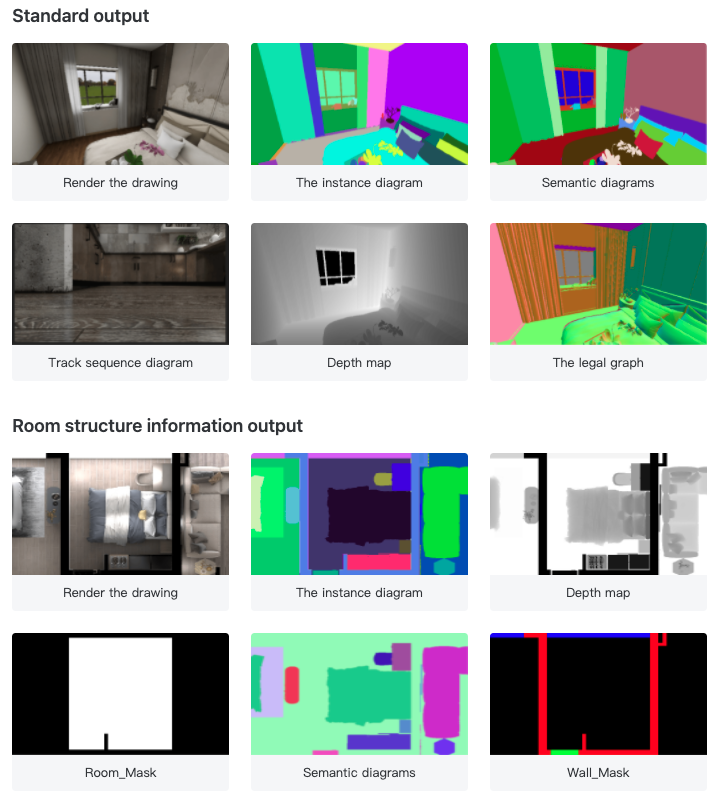 Standard output
Render the drawing
The instance diagram
Semantic diagrams
Track sequence diagram
Depth map
The legal graph
Room structure information output
Render the drawing
The instance diagram
Depth map
Room_Mask
Semantic diagrams
Wall_Mask